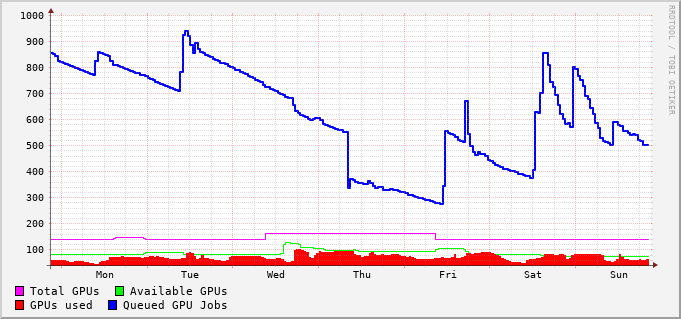 1000
900
800
700
600
500
400
300
200
100
Mon Tue Wed Thu Fri Sat Sun
Total GPUs Available GPUs
GPUs used Queued GPU Jobs
RRDTOOL / TOBI OETIKER